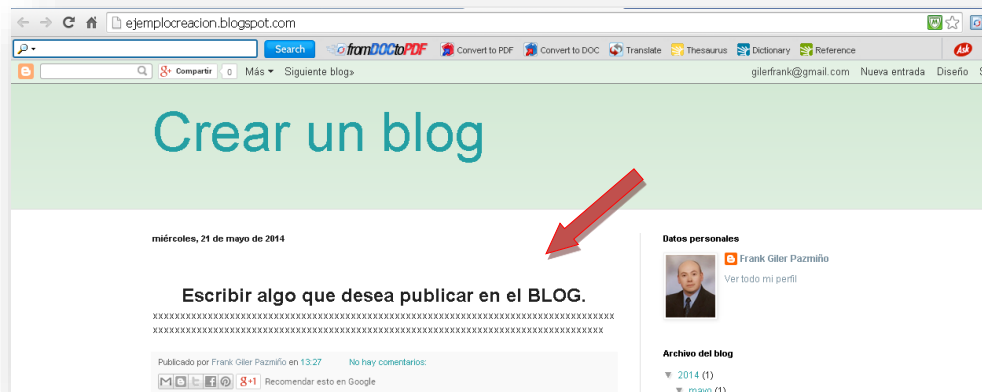 ejemplocreacion.blogspot.com
Search fromDOCtoPDF Convert to PDF Convert to DOC Translate Thesaurus Dictionary Reference Ask
Compartir 0 Más Siguiente blog» gilerfrank@gmail.com Nueva entrada Diseño S
Crear un blog
miércoles, 21 de mayo de 2014
Datos personales
Frank Giler Pazmiño
Ver todo mi perfil
Escribir algo que desea publicar en el BLOG.
Publicado por Frank Giler Pazmiño en 13:27 No hay comentarios:
g+1 Recomendar esto en Google
Archivo del blog
▼ 2014 (1)
▼ mayo (1)